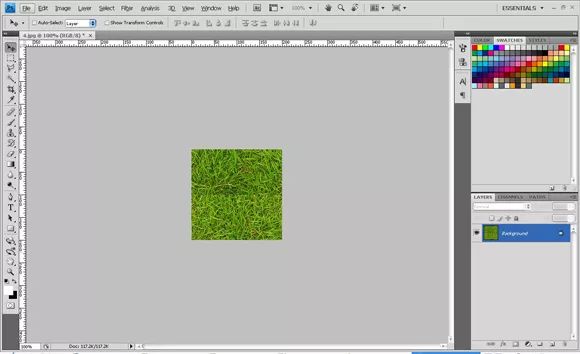 Ps File Edit Image Layer Select Filter Analysis 3D View Window Help Br 100% ESSENTIALS
Auto-Select: Layer Show Transform Controls
4.jpg @ 100% (RGB/8) *
COLOR SWATCHES STYLES
LAYERS CHANNELS PATHS
Normal
Background
100% Doc: 117.2K/117.2K